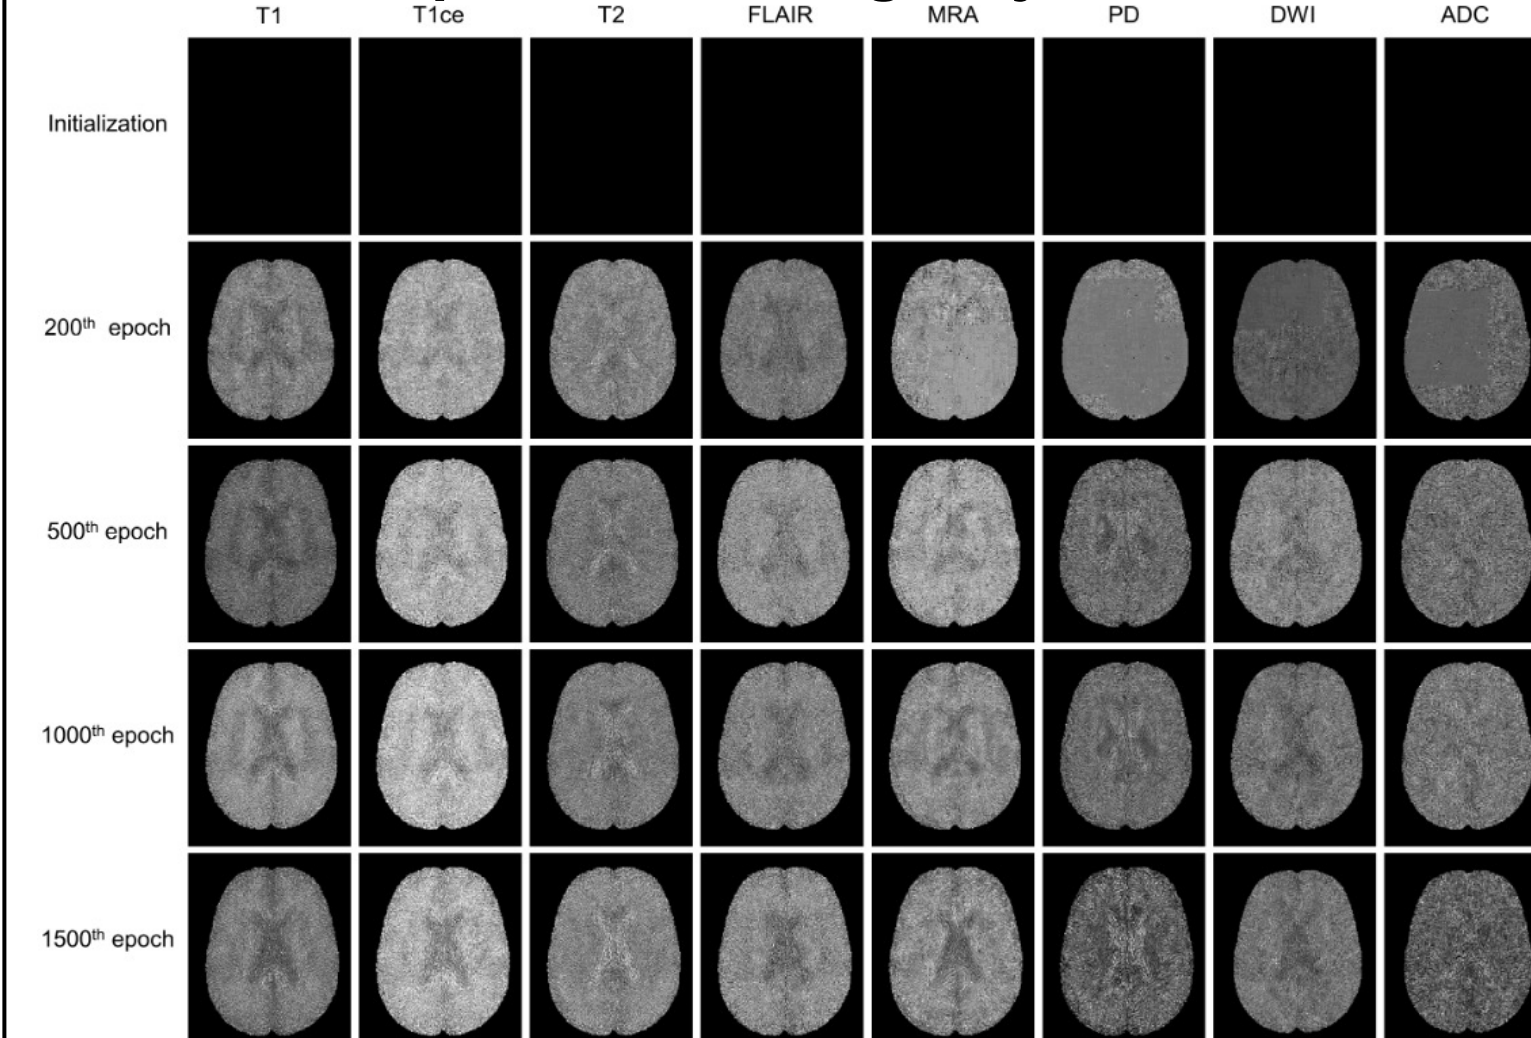 T1 T1ce T2 FLAIR MRA PD DWI ADC
Initialization
200th epoch
500th epoch
1000th epoch
1500th epoch